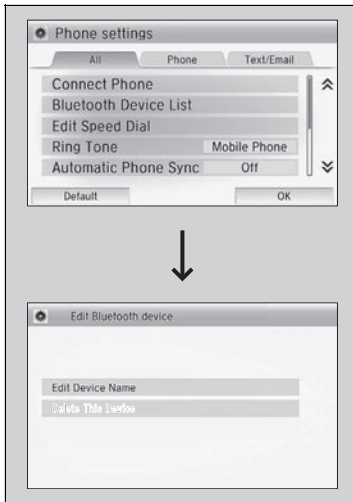 Phone settings
All Phone Text/Email
Connect Phone
Bluetooth Device List
Edit Speed Dial
Ring Tone Mobile Phone
Automatic Phone Sync Off
Default OK
Edit Bluetooth device
Edit Device Name
Delete This Device